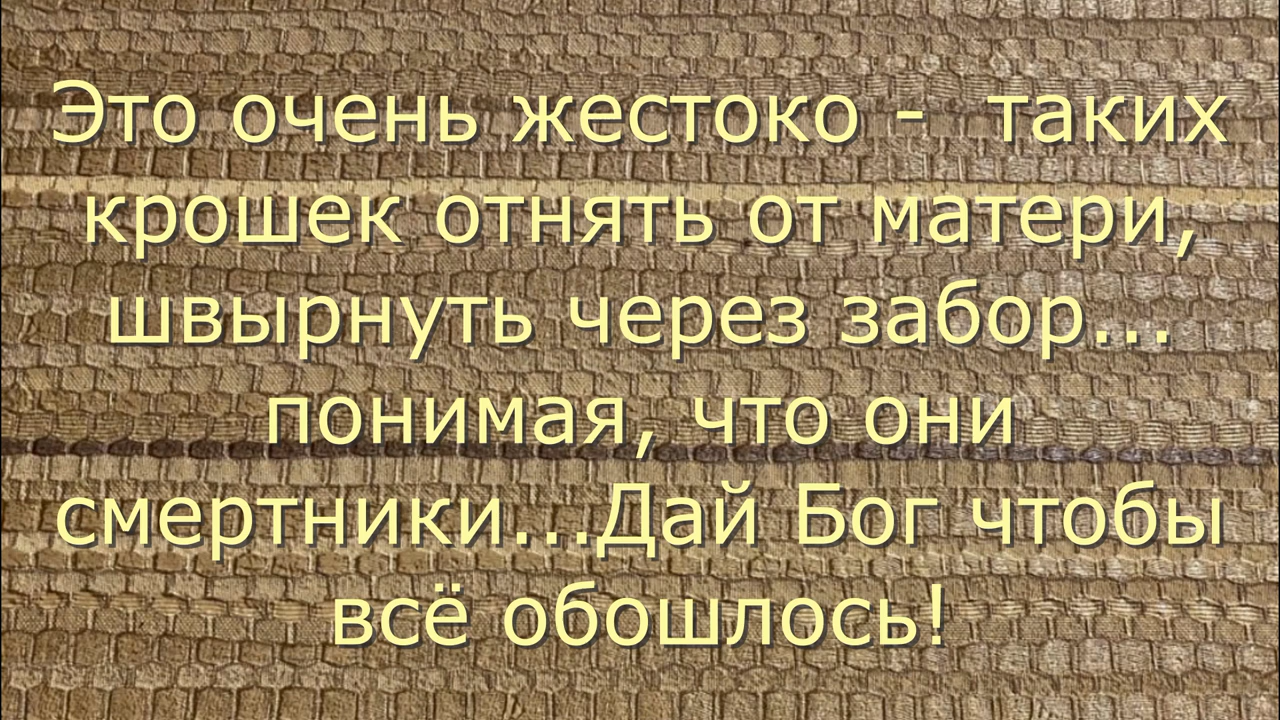 Это очень жестоко -  таких
крошек отнять от матери,
швырнуть через забор...
понимая, что они
смертники...Дай Бог чтобы
всё обошлось!